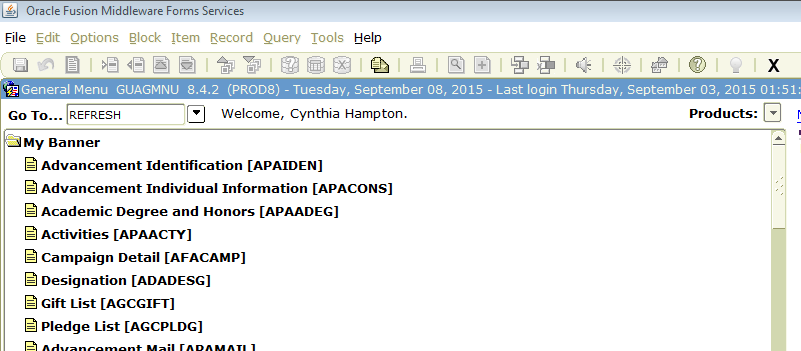 Oracle Fusion Middleware Forms Services
File Edit Options Block Item Record Query Tools Help
General Menu GUAGMNU 8.4.2 (PROD8) - Tuesday, September 08, 2015 - Last login Thursday, September 03, 2015 01:51:
Go To... REFRESH Welcome, Cynthia Hampton. Products:
My Banner
Advancement Identification [APAIDEN]
Advancement Individual Information [APACONS]
Academic Degree and Honors [APAADEG]
Activities [APAACTY]
Campaign Detail [AFACAMP]
Designation [ADADESG]
Gift List [AGCGIFT]
Pledge List [AGCPLDG]
Advancement Mail [APAMAIL]